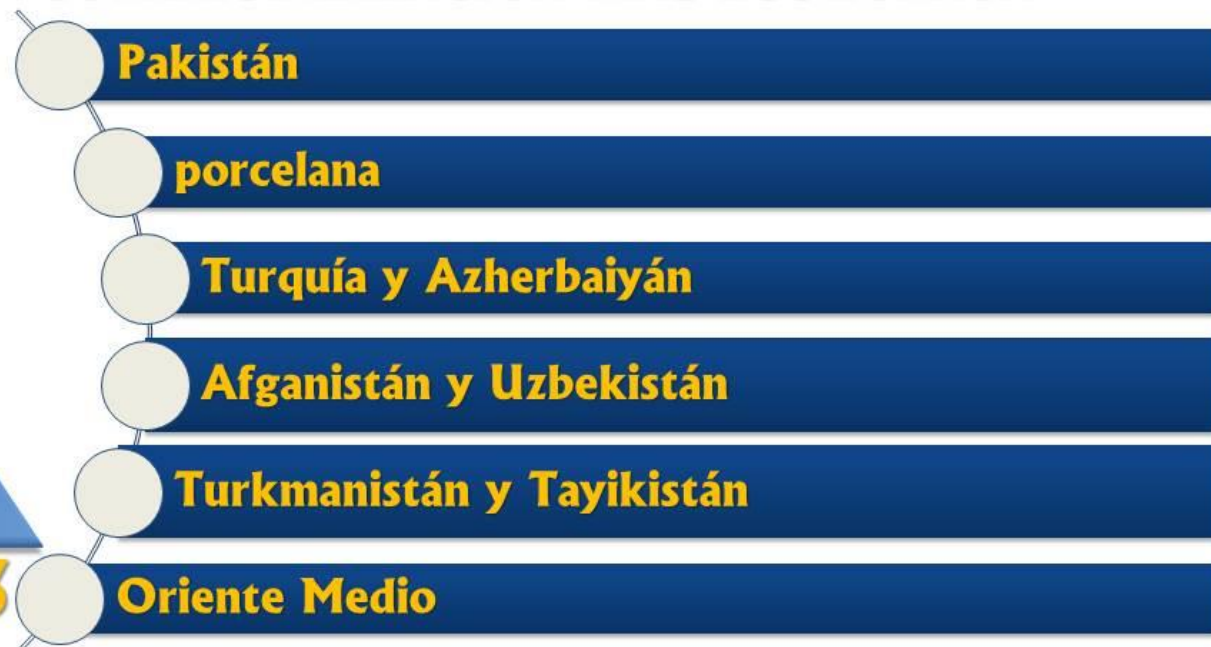 Pakistán
porcelana
Turquía y Azherbaiyán
Afganistán y Uzbekistán
Turkmanistán y Tayikistán
Oriente Medio